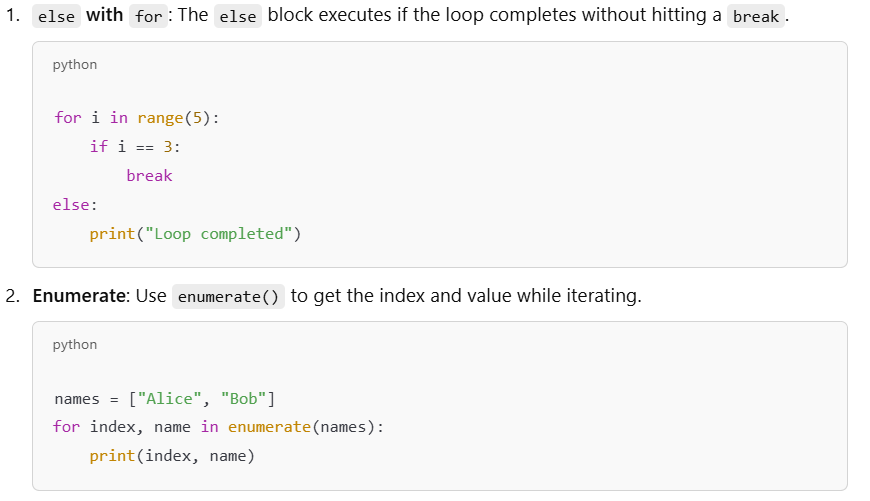 1. else with for: The else block executes if the loop completes without hitting a break.
python
for i in range(5):
    if i == 3:
        break
else:
    print("Loop completed")
2. Enumerate: Use enumerate() to get the index and value while iterating.
python
names = ["Alice", "Bob"]
for index, name in enumerate(names):
    print(index, name)